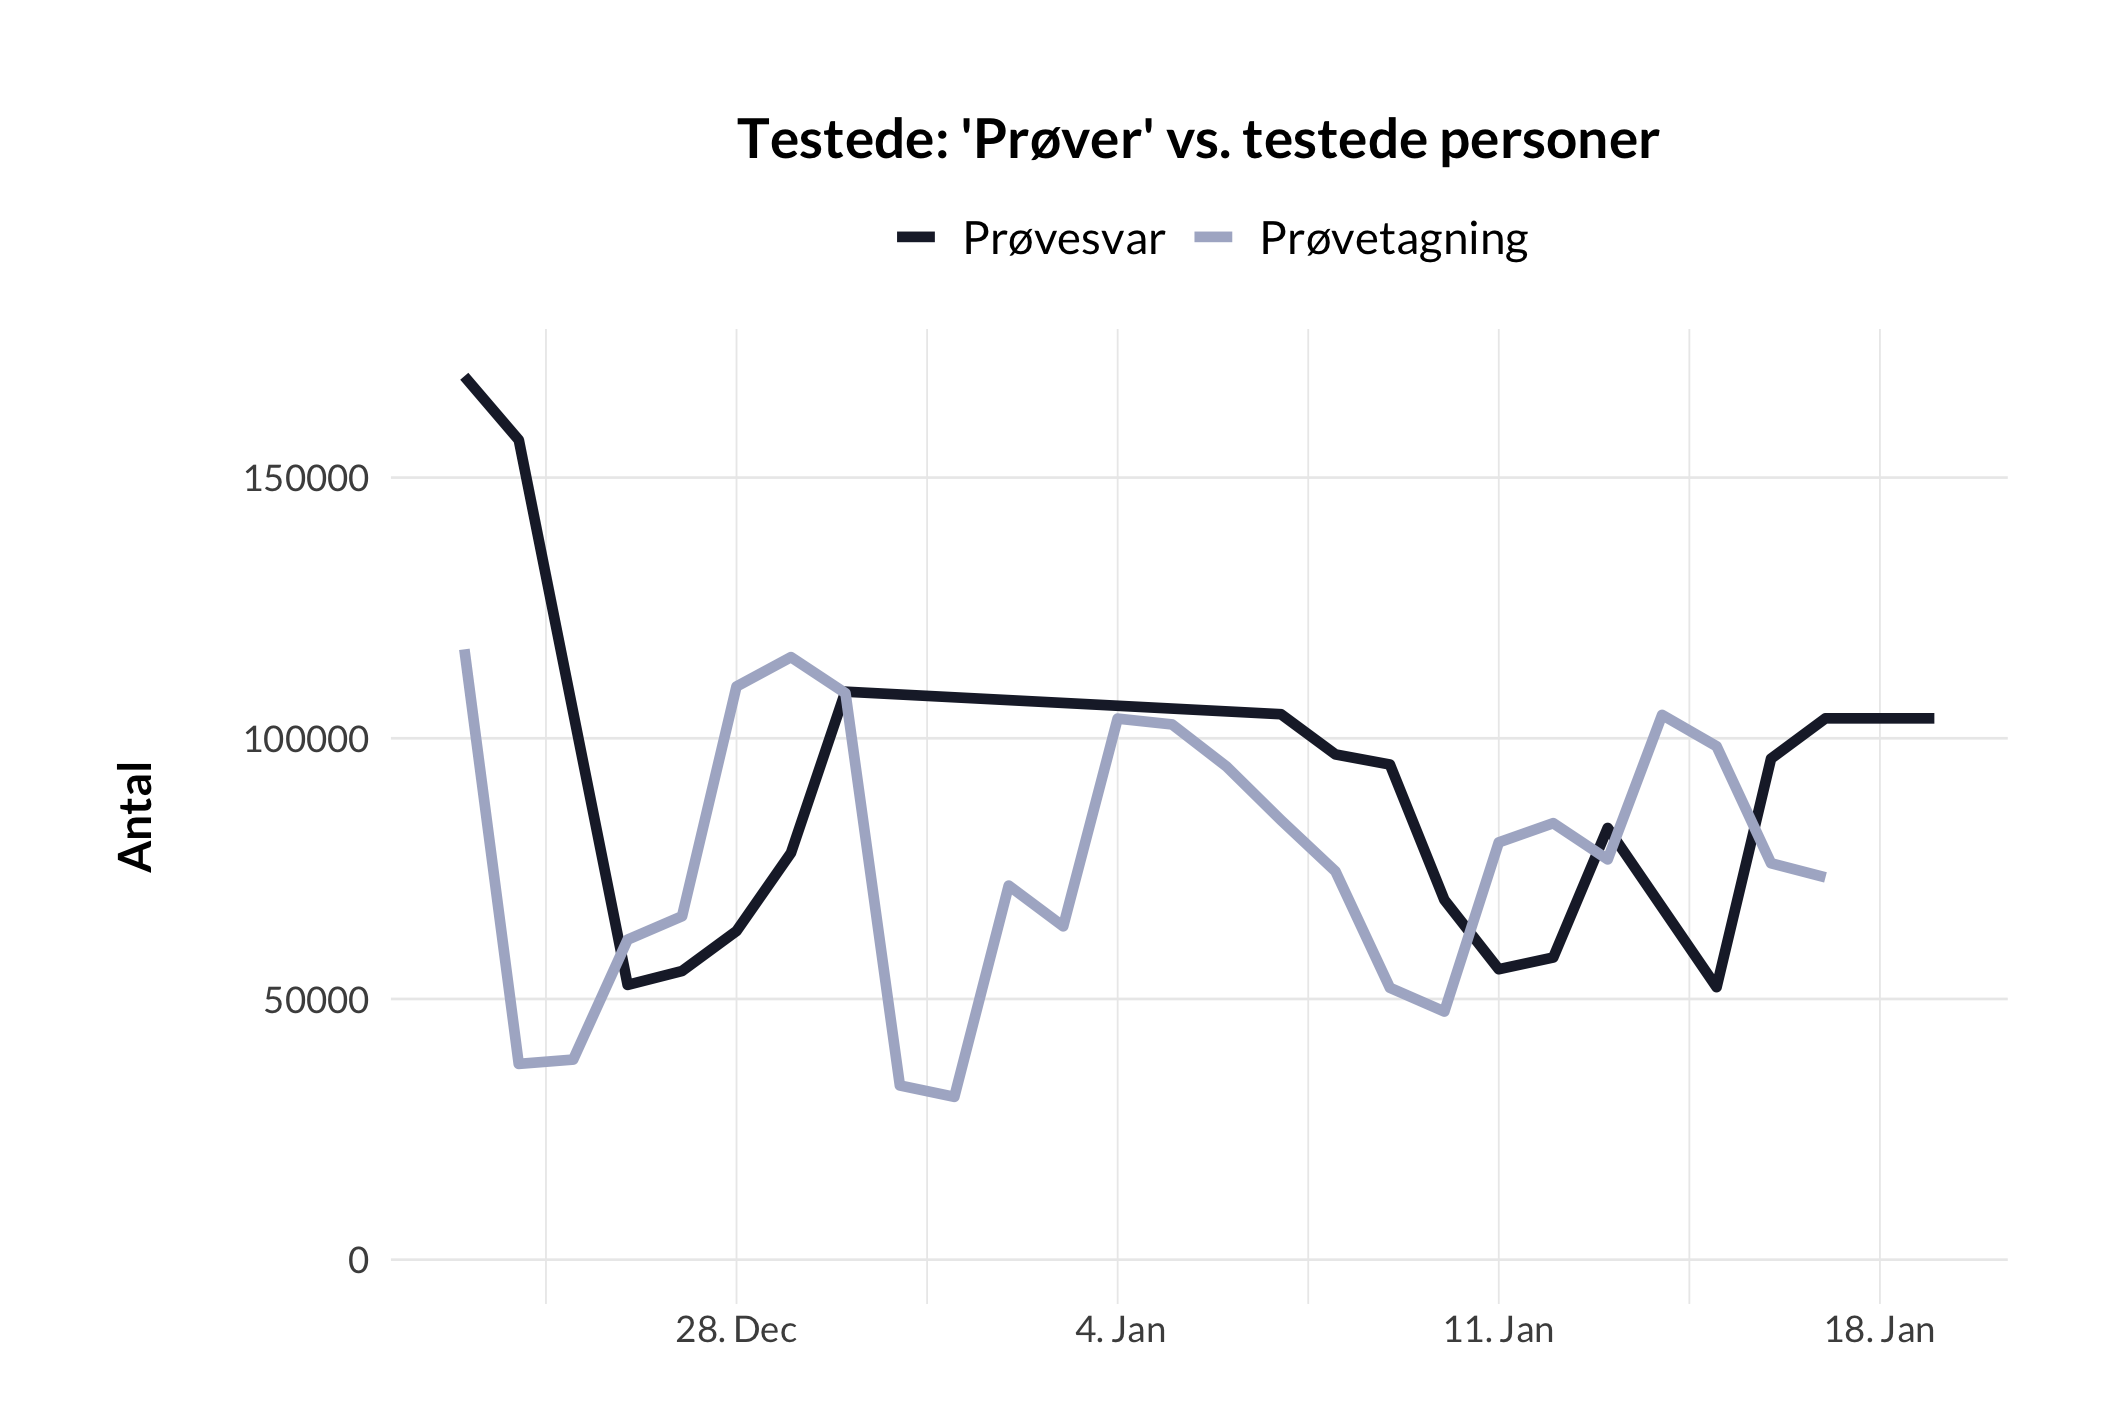 Testede: 'Prøver' vs. testede personer
Prøvesvar Prøvetagning
Antal
150000
100000
50000
0
28. Dec 4. Jan 11. Jan 18. Jan